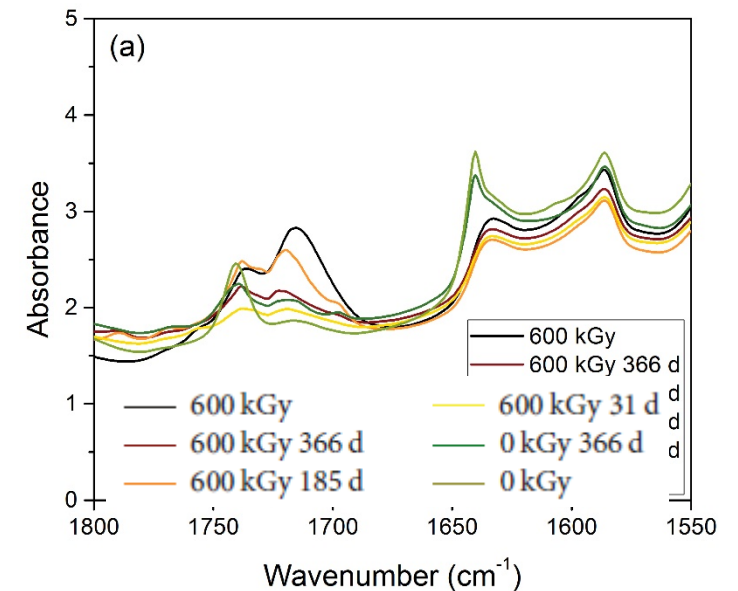 5
(a)
4
3
Absorbance
2
600 kGy
600 kGy 366 d
d
1
600 kGy
600 kGy 31 d
d
600 kGy 366 d
0 kGy 366 d
d
600 kGy 185 d
0 kGy
0
1800 1750 1700 1650 1600 1550
Wavenumber (cm⁻¹)